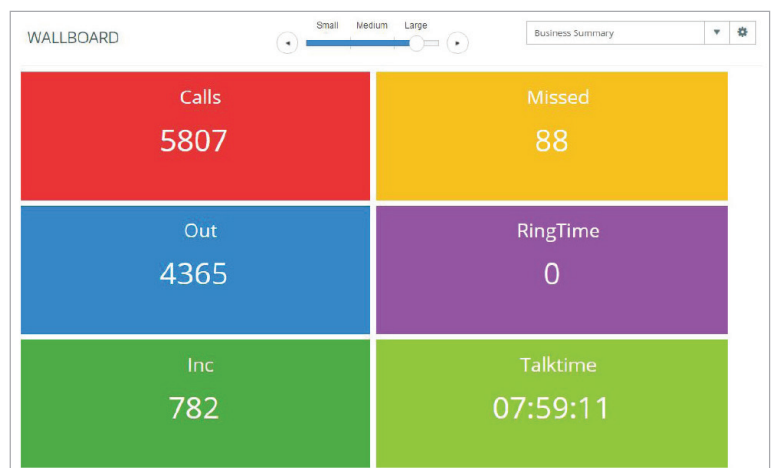 WALLBOARD
Small Medium Large
Business Summary
Calls
5807
Missed
88
Out
4365
RingTime
0
Inc
782
Talktime
07:59:11